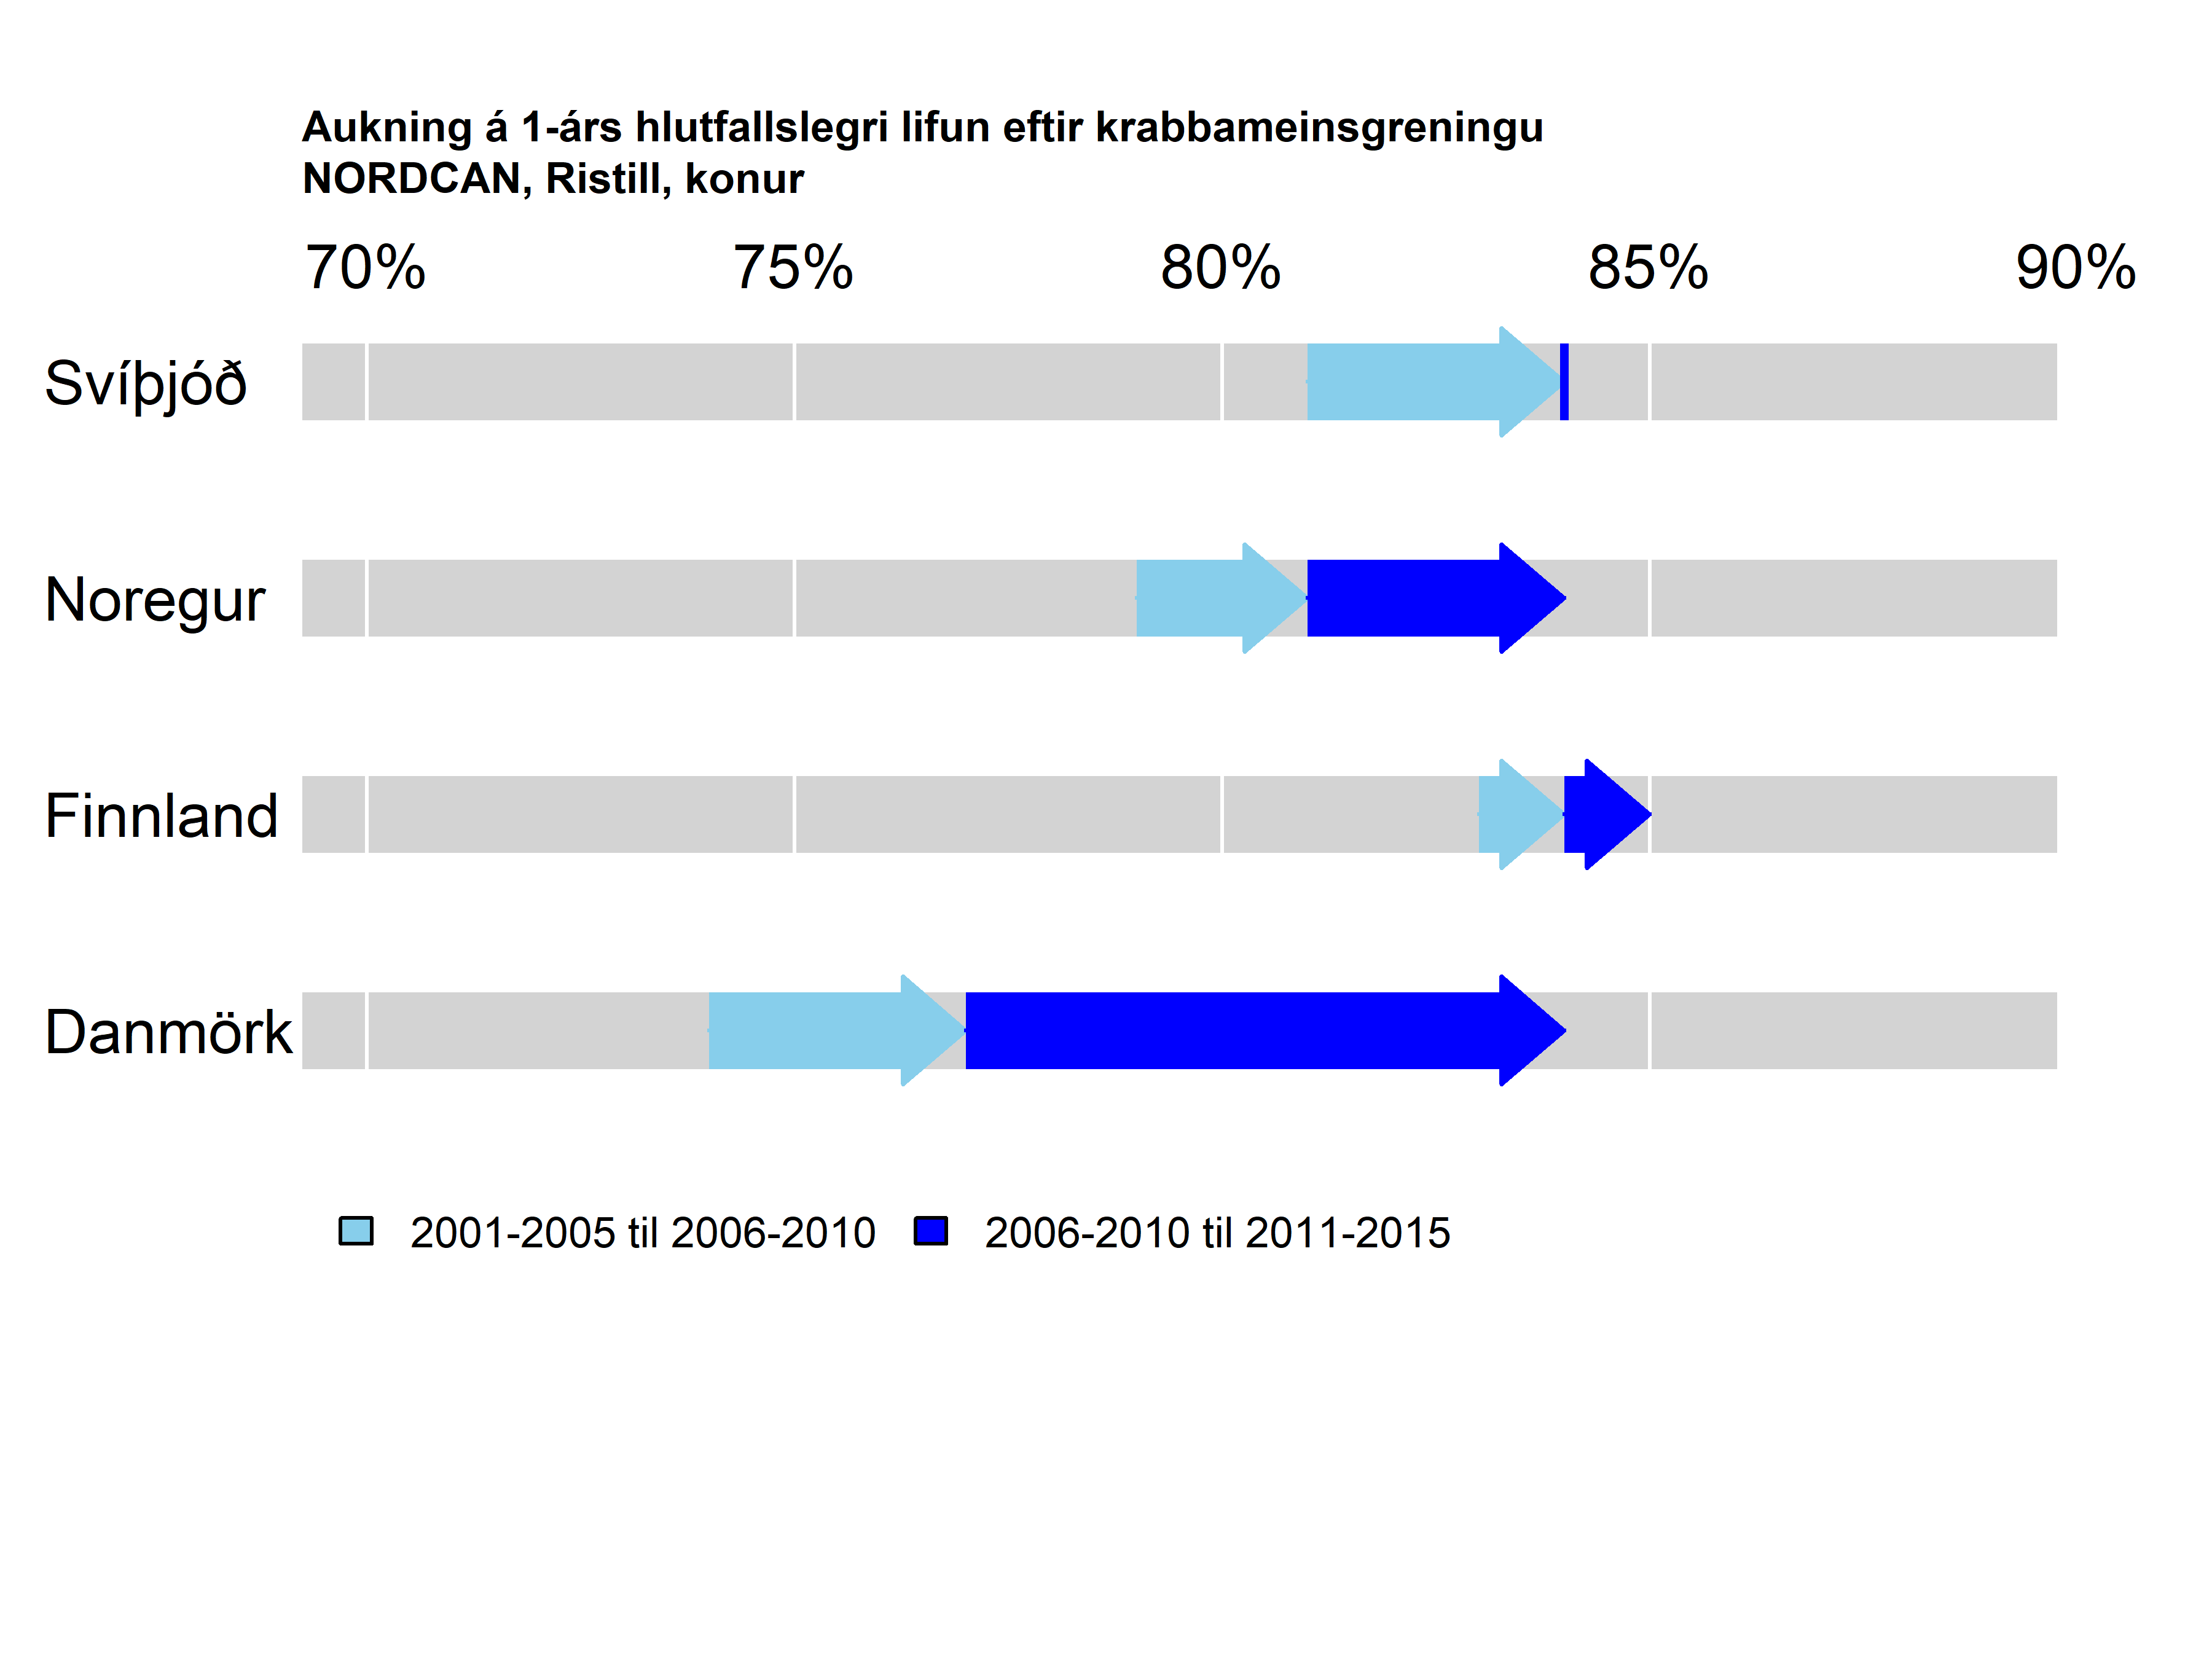 Aukning á 1-árs hlutfallslegri lifun eftir krabbameinsgreningu
NORDCAN, Ristill, konur
70% 75% 80% 85% 90%
Svíþjóð
Noregur
Finnland
Danmörk
2001-2005 til 2006-2010 2006-2010 til 2011-2015